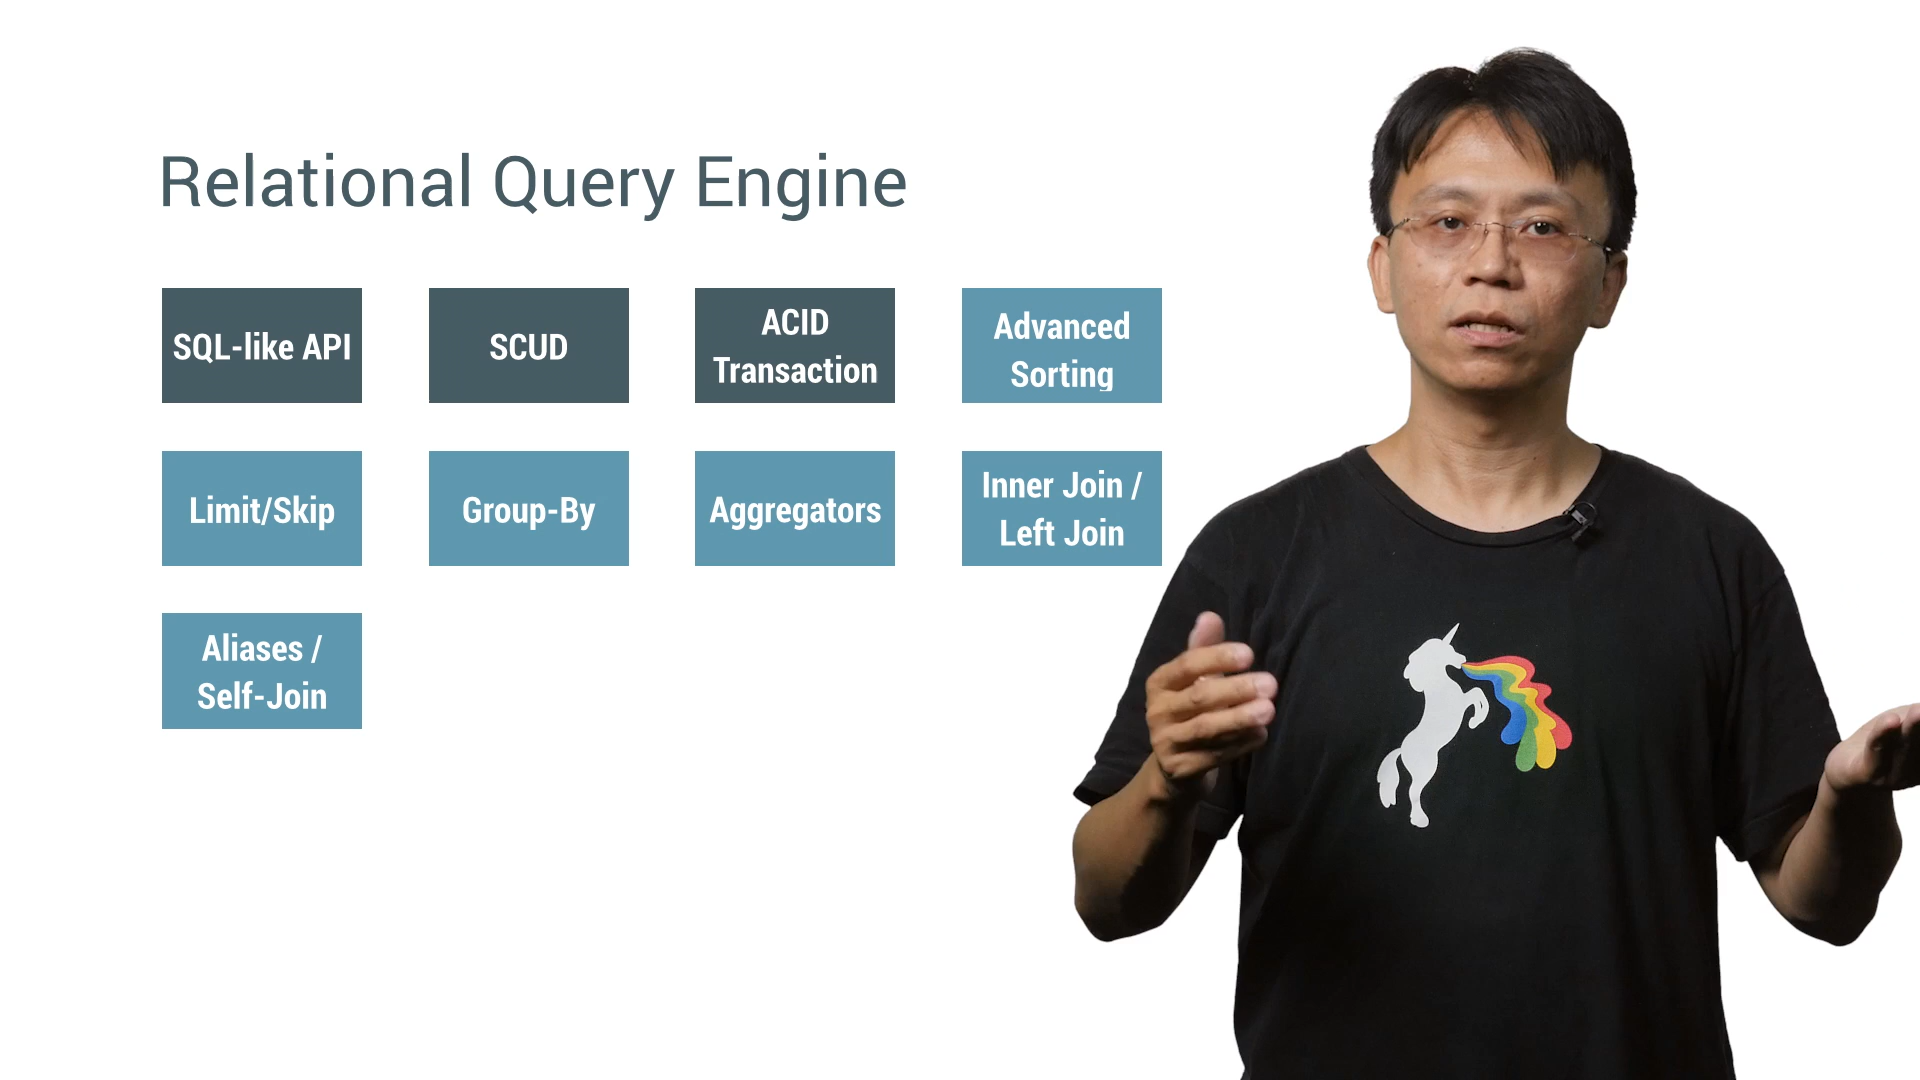 Relational Query Engine
SQL-like API
SCUD
ACID
Transaction
Advanced
Sorting
Limit/Skip
Group-By
Aggregators
Inner Join /
Left Join
Aliases /
Self-Join